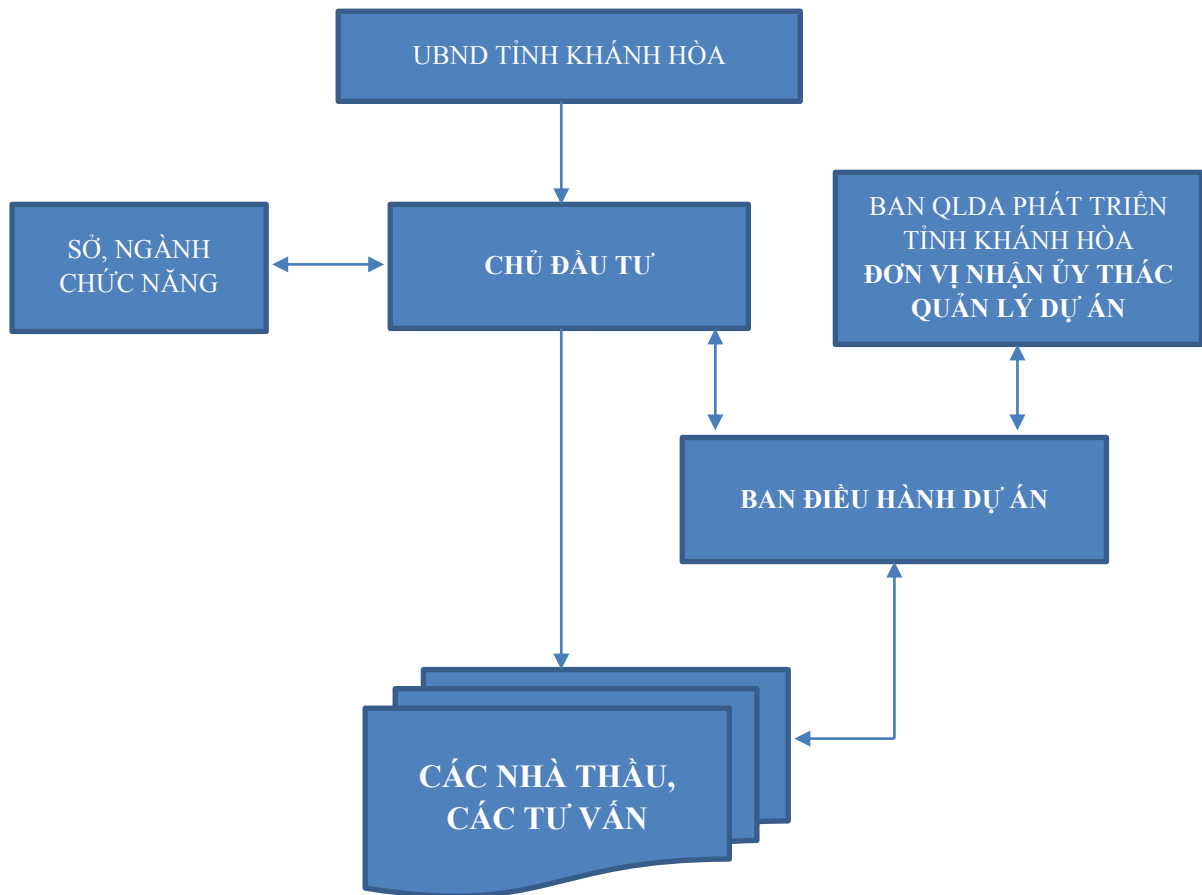 UBND TỈNH KHÁNH HÒA
SỞ, NGÀNH
CHỨC NĂNG
CHỦ ĐẦU TƯ
BAN QLDA PHÁT TRIỂN
TỈNH KHÁNH HÒA
ĐƠN VỊ NHẬN ỦY THÁC
QUẢN LÝ DỰ ÁN
BAN ĐIỀU HÀNH DỰ ÁN
CÁC NHÀ THẦU,
CÁC TƯ VẤN